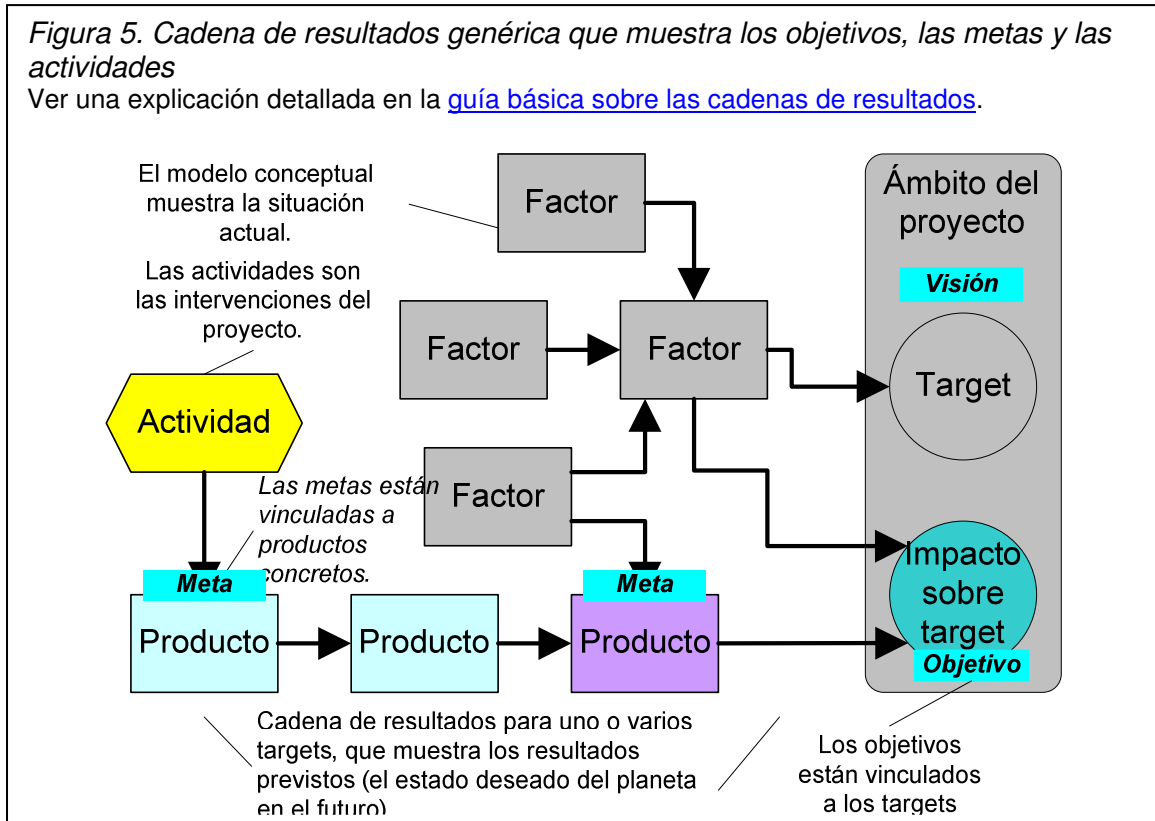 Figura 5. Cadena de resultados genérica que muestra los objetivos, las metas y las
actividades
Ver una explicación detallada en la guía básica sobre las cadenas de resultados.
El modelo conceptual
muestra la situación
actual.
Factor
Ámbito del
proyecto
Visión
Las actividades son
las intervenciones del
proyecto.
Factor
Factor
Target
Actividad
Las metas están
vinculadas a
productos
concretos.
Factor
Meta
Meta
Impacto
sobre
target
Objetivo
Producto
Producto
Producto
Cadena de resultados para uno o varios
targets, que muestra los resultados
previstos (el estado deseado del planeta
en el futuro)
Los objetivos
están vinculados
a los targets